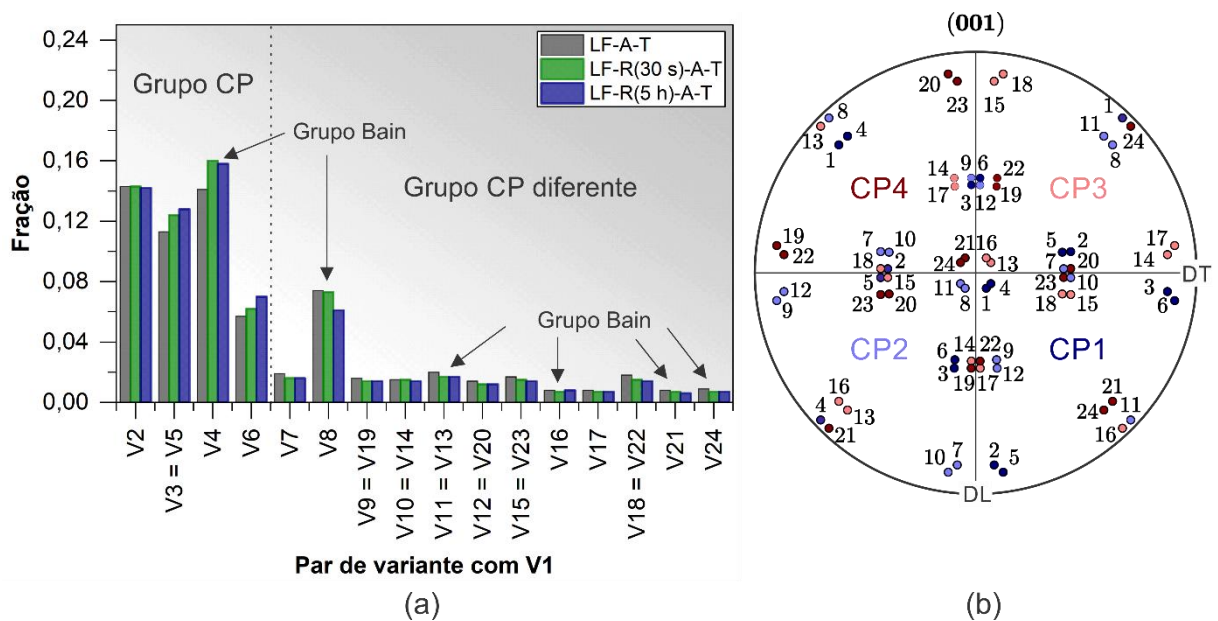 0,24
0,20
0,16
0,12
0,08
0,04
0,00
Fração
LF-A-T
LF-R(30 s)-A-T
LF-R(5 h)-A-T
Grupo CP
Grupo Bain
Grupo CP diferente
Grupo Bain
V2
V3 = V5
V4
V6
V7
V8
V9 = V19
V10 = V14
V11 = V13
V12 = V20
V15 = V23
V16
V17
V18 = V22
V21
V24
Par de variante com V1
(a)
(001)
20 18
23 15
8 1
13 4 11 24
1 8
14 9 6 22
CP4 CP3
17 3 12 19
19 7 10 21 16 5 2 17
22 18 2 24 13 7 20 14
DT
12 5 15 11 4 23 10 3
9 23 20 8 1 18 15 6
CP2 CP1
6 14 22 9
3 19 17 12
16 21
4 13 24 11
21 16
10 7 2 5
DL
(b)